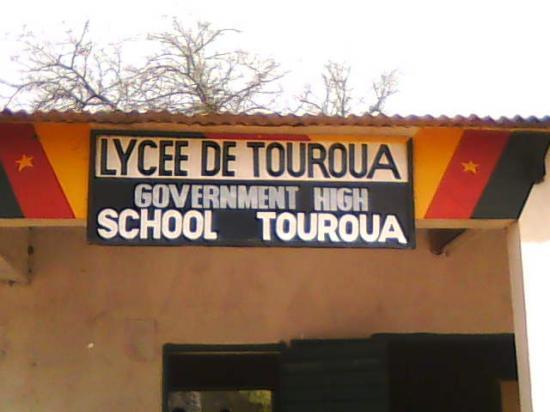 LYCEE DE TOUROUA
GOVERNMENT HIGH
SCHOOL TOUROUA